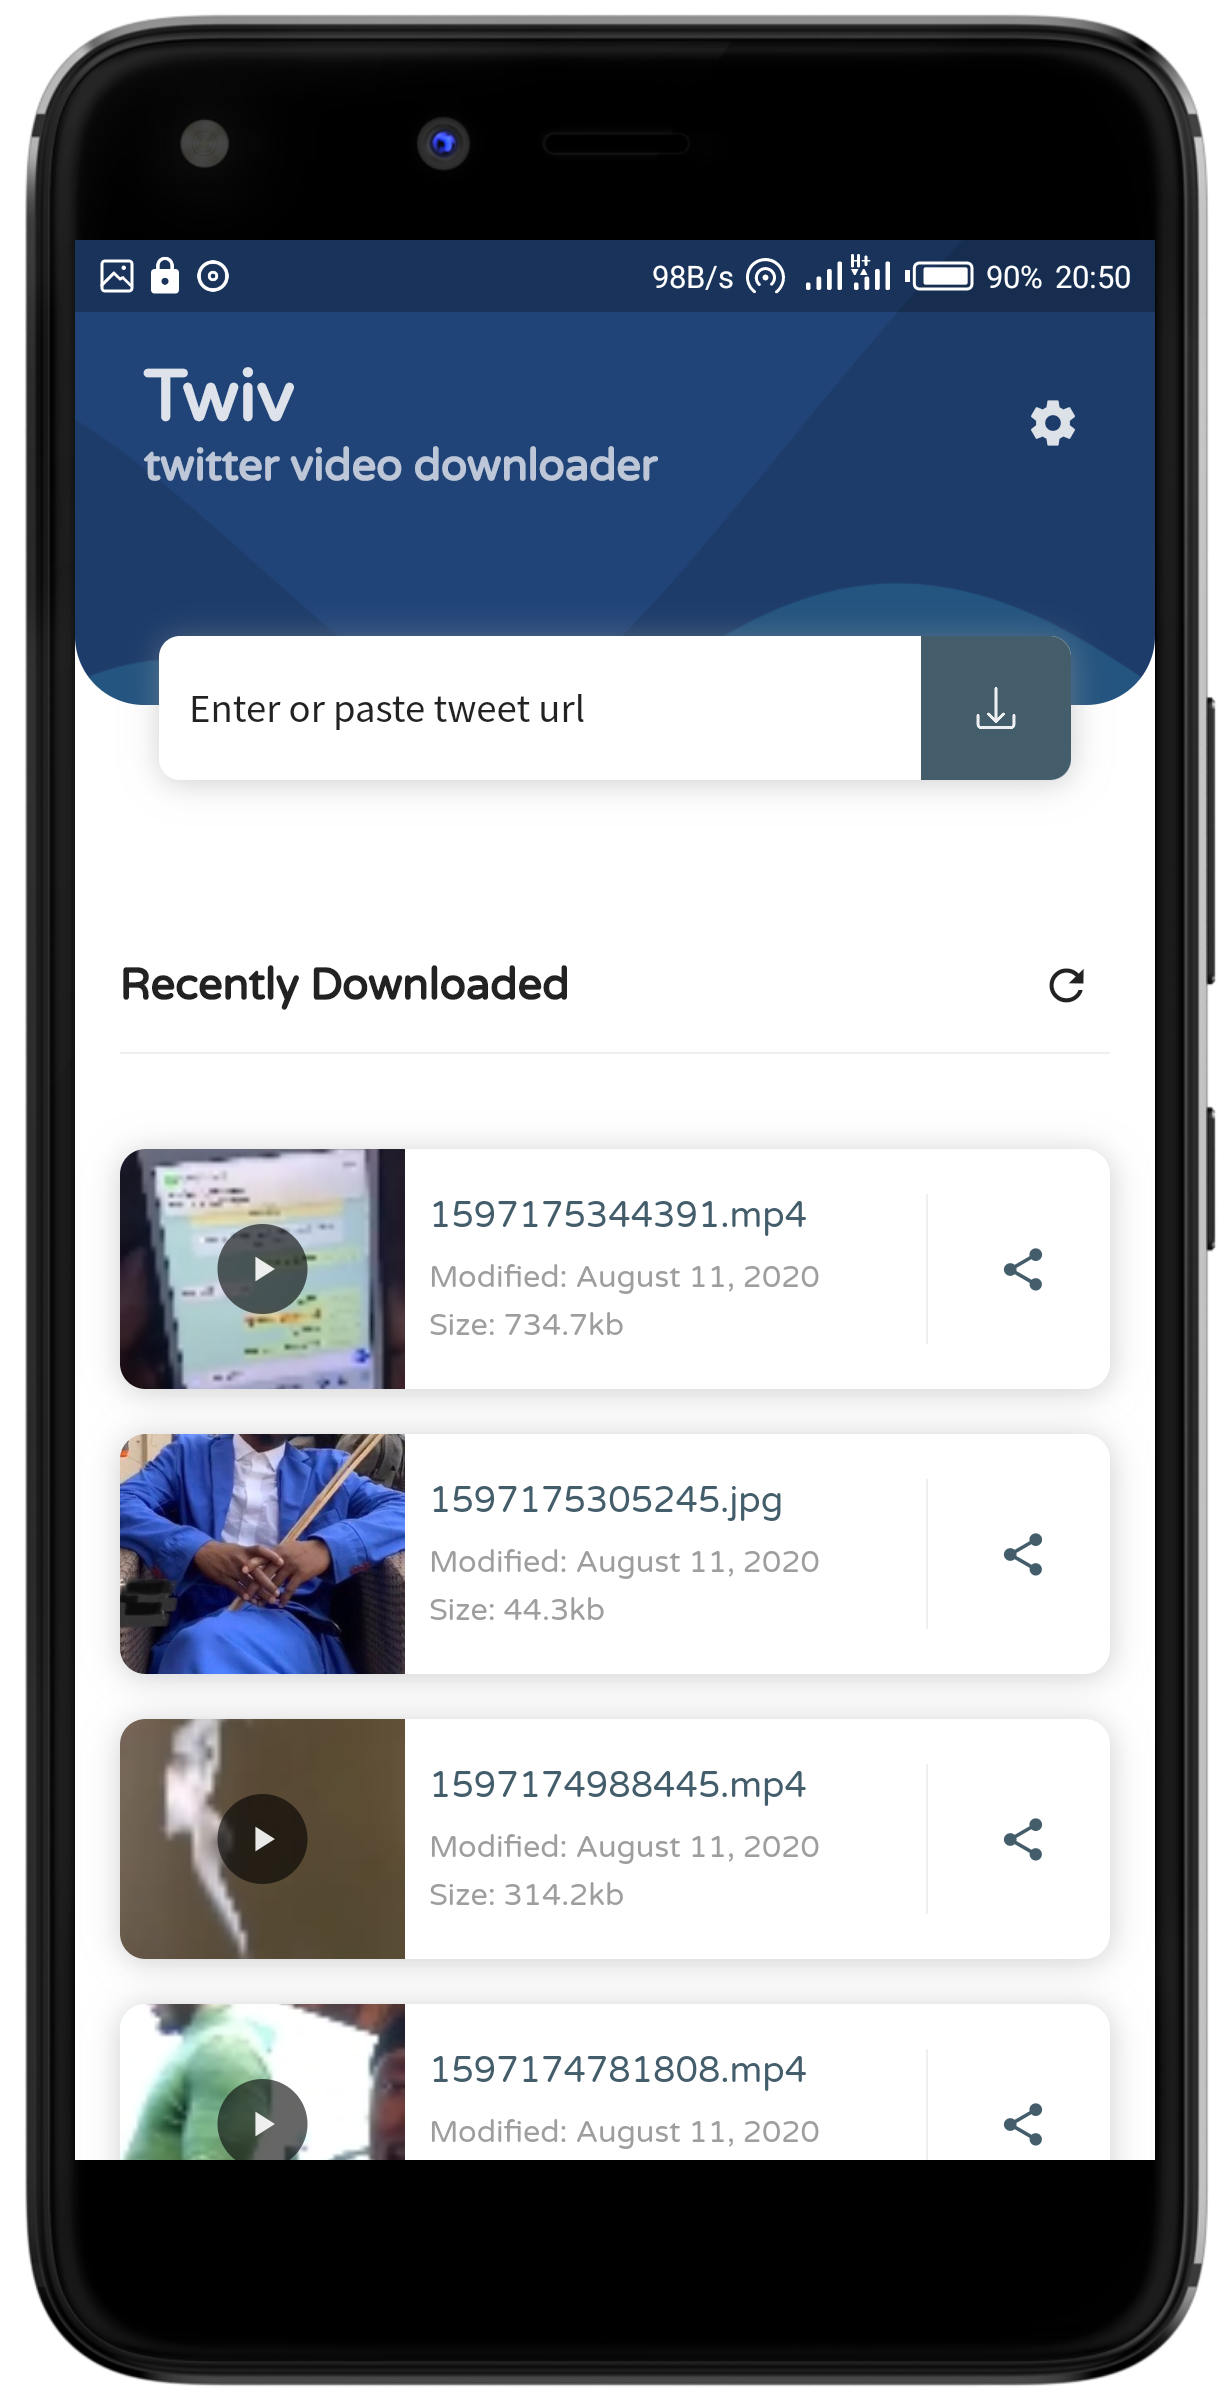 98B/s H+ 90% 20:50
Twiv
twitter video downloader
Enter or paste tweet url
Recently Downloaded
1597175344391.mp4
Modified: August 11, 2020
Size: 734.7kb
1597175305245.jpg
Modified: August 11, 2020
Size: 44.3kb
1597174988445.mp4
Modified: August 11, 2020
Size: 314.2kb
1597174781808.mp4
Modified: August 11, 2020